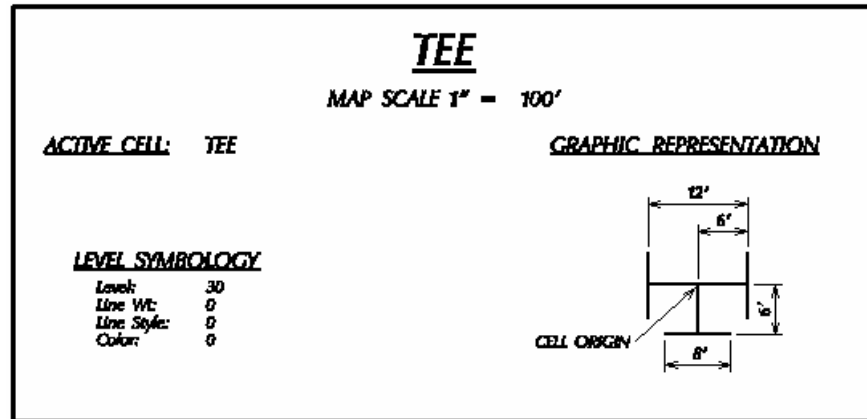 TEE
MAP SCALE 1" = 100'
ACTIVE CELL: TEE
GRAPHIC REPRESENTATION
12'
6'
LEVEL SYMBOLOGY
Level: 30
Line Wt: 0
Line Style: 0
Color: 0
6'
CELL ORIGIN
8'